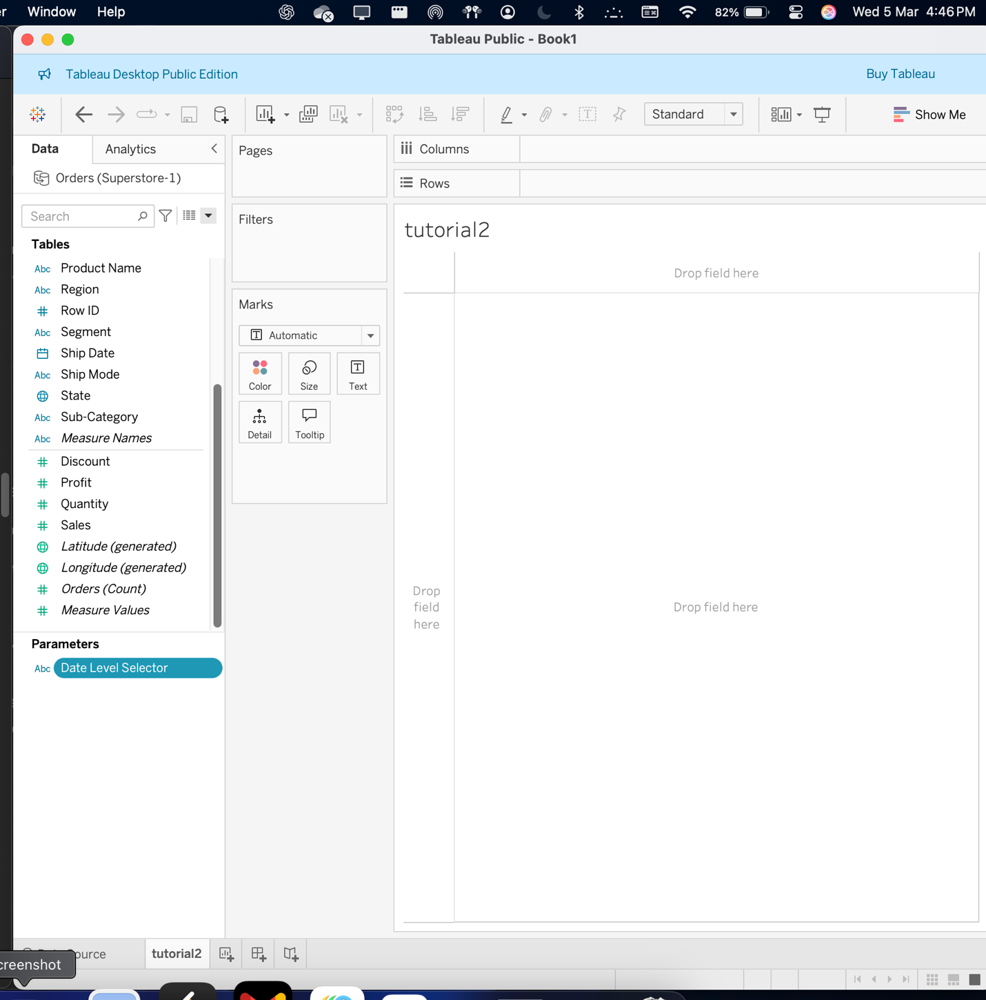 Window Help 82% Wed 5 Mar 4:46 PM
Tableau Public - Book1
Tableau Desktop Public Edition Buy Tableau
Standard Show Me
Data Analytics
Orders (Superstore-1)
Search
Tables
Abc Product Name
Abc Region
# Row ID
Abc Segment
Ship Date
Abc Ship Mode
State
Abc Sub-Category
Abc Measure Names
# Discount
# Profit
# Quantity
# Sales
Latitude (generated)
Longitude (generated)
# Orders (Count)
# Measure Values
Parameters
Abc Date Level Selector
Pages
Filters
Marks
Automatic
Color Size Text
Detail Tooltip
Columns
Rows
tutorial2
Drop field here
Drop
field
here
Drop field here
tutorial2